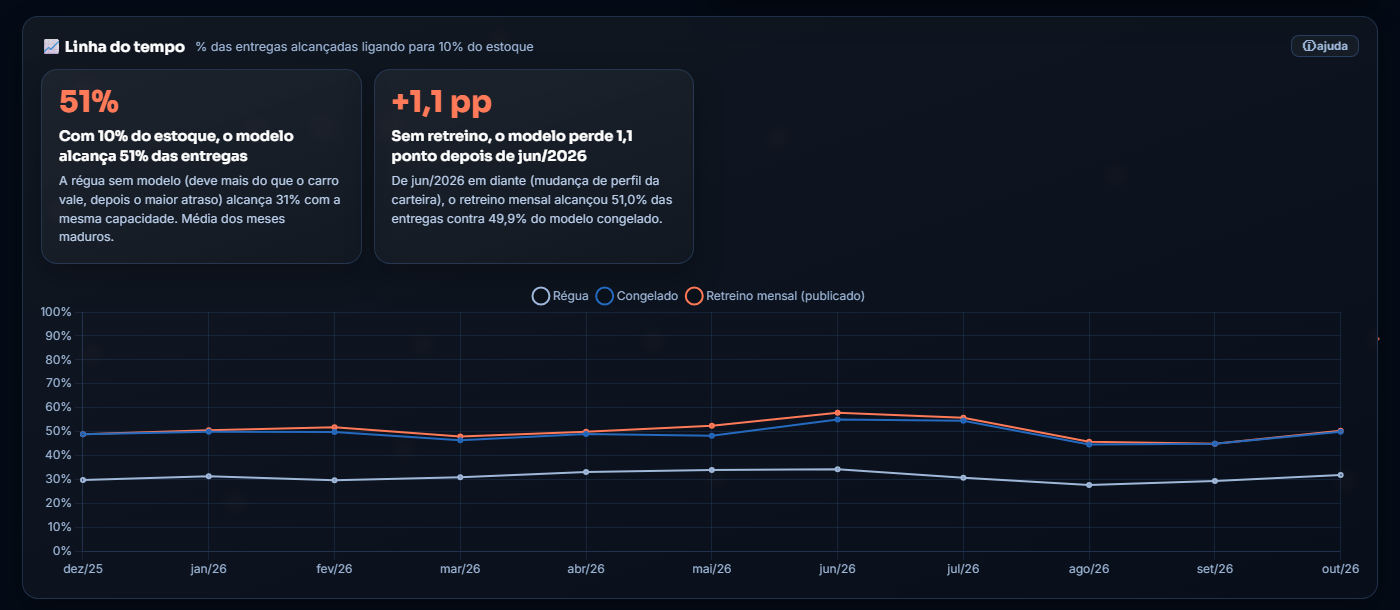 📈 Linha do tempo % das entregas alcançadas ligando para 10% do estoque
ⓘajuda
51%
Com 10% do estoque, o modelo
alcança 51% das entregas
A régua sem modelo (deve mais do que o carro
vale, depois o maior atraso) alcança 31% com a
mesma capacidade. Média dos meses
maduros.
+1,1 pp
Sem retreino, o modelo perde 1,1
ponto depois de jun/2026
De jun/2026 em diante (mudança de perfil da
carteira), o retreino mensal alcançou 51,0% das
entregas contra 49,9% do modelo congelado.
Régua Congelado Retreino mensal (publicado)
100%
90%
80%
70%
60%
50%
40%
30%
20%
10%
0%
dez/25 jan/26 fev/26 mar/26 abr/26 mai/26 jun/26 jul/26 ago/26 set/26 out/26